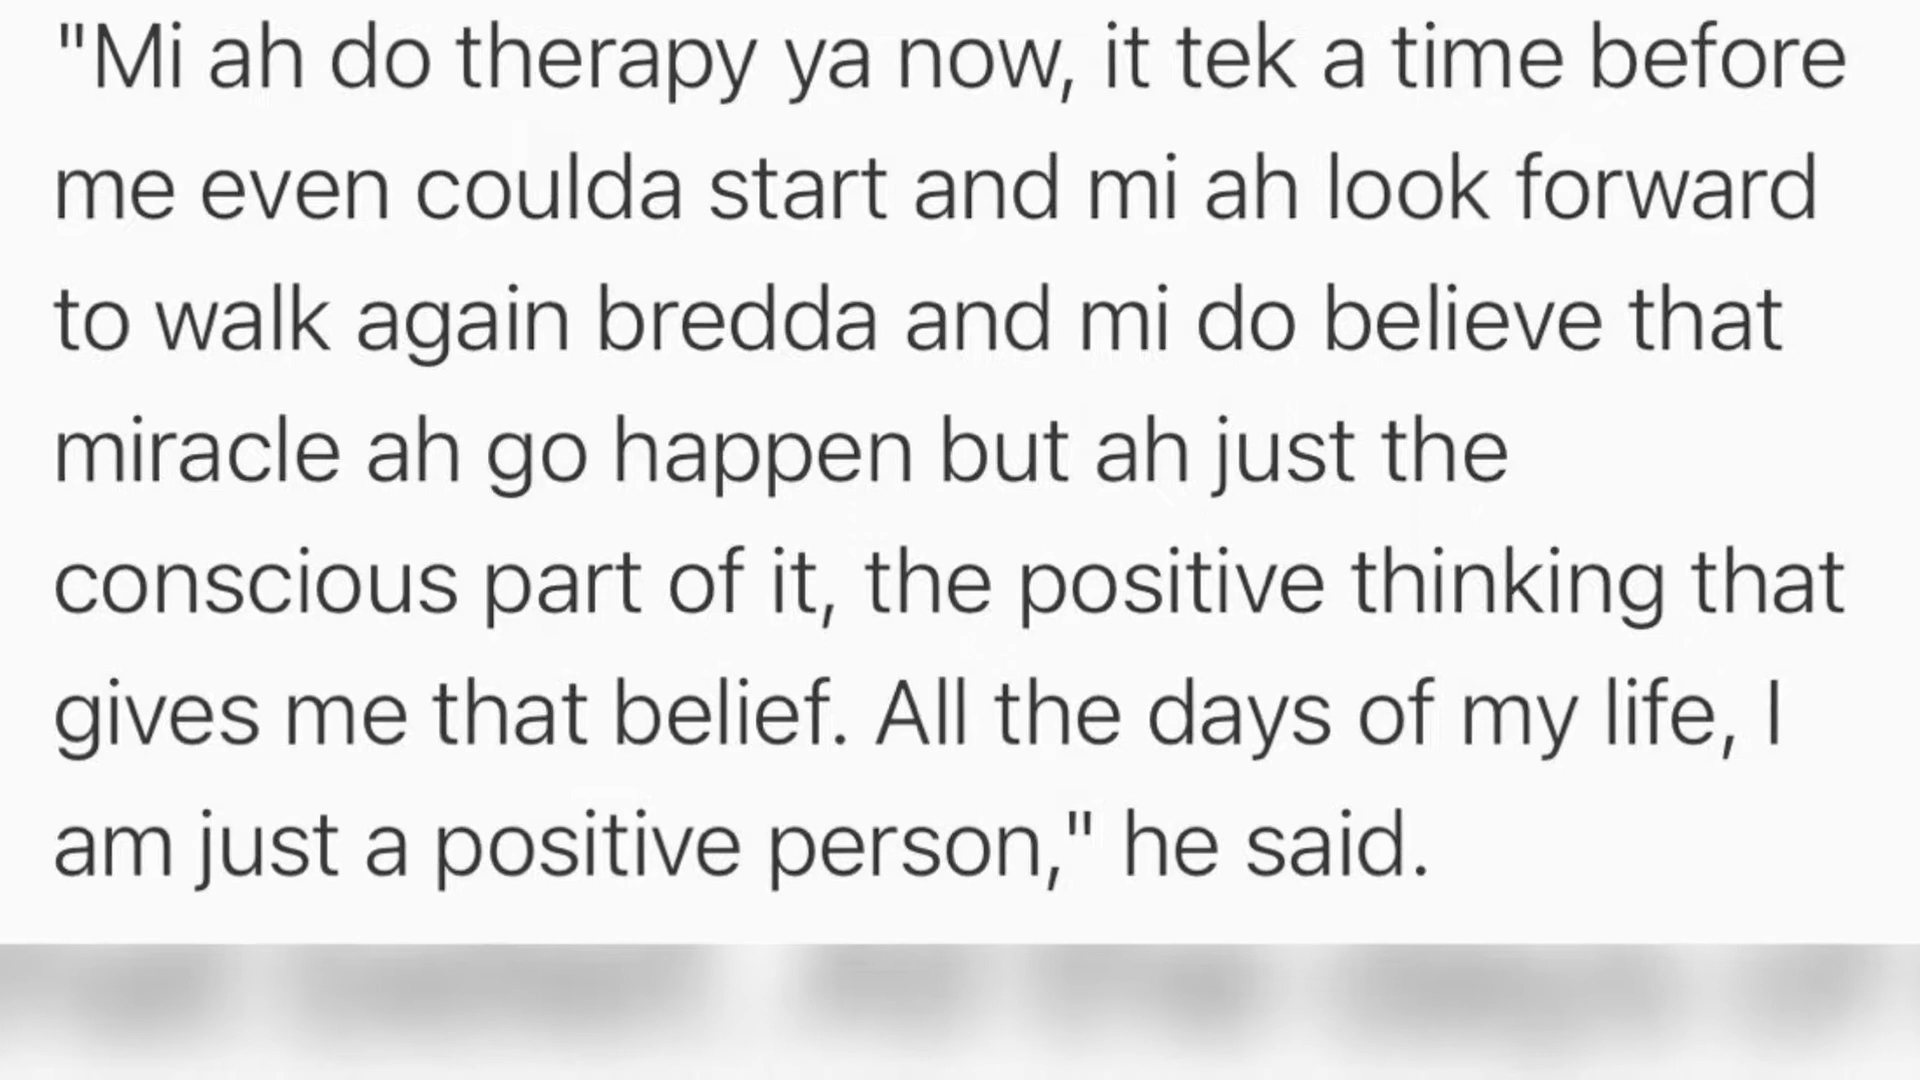 "Mi ah do therapy ya now, it tek a time before
me even coulda start and mi ah look forward
to walk again bredda and mi do believe that
miracle ah go happen but ah just the
conscious part of it, the positive thinking that
gives me that belief. All the days of my life, I
am just a positive person," he said.